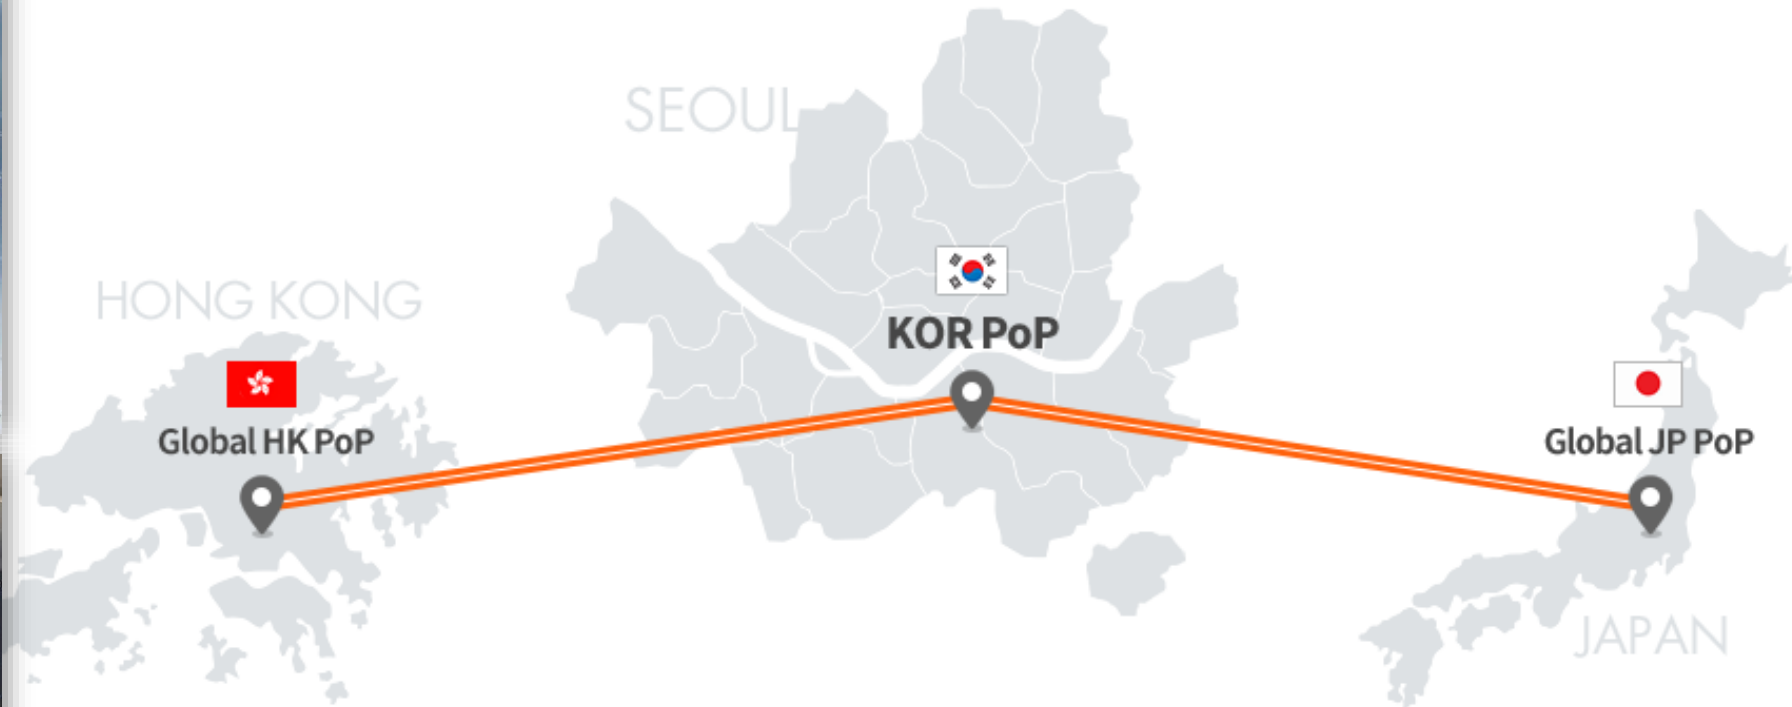 SEOUL
HONG KONG
KOR PoP
Global HK PoP
Global JP PoP
JAPAN